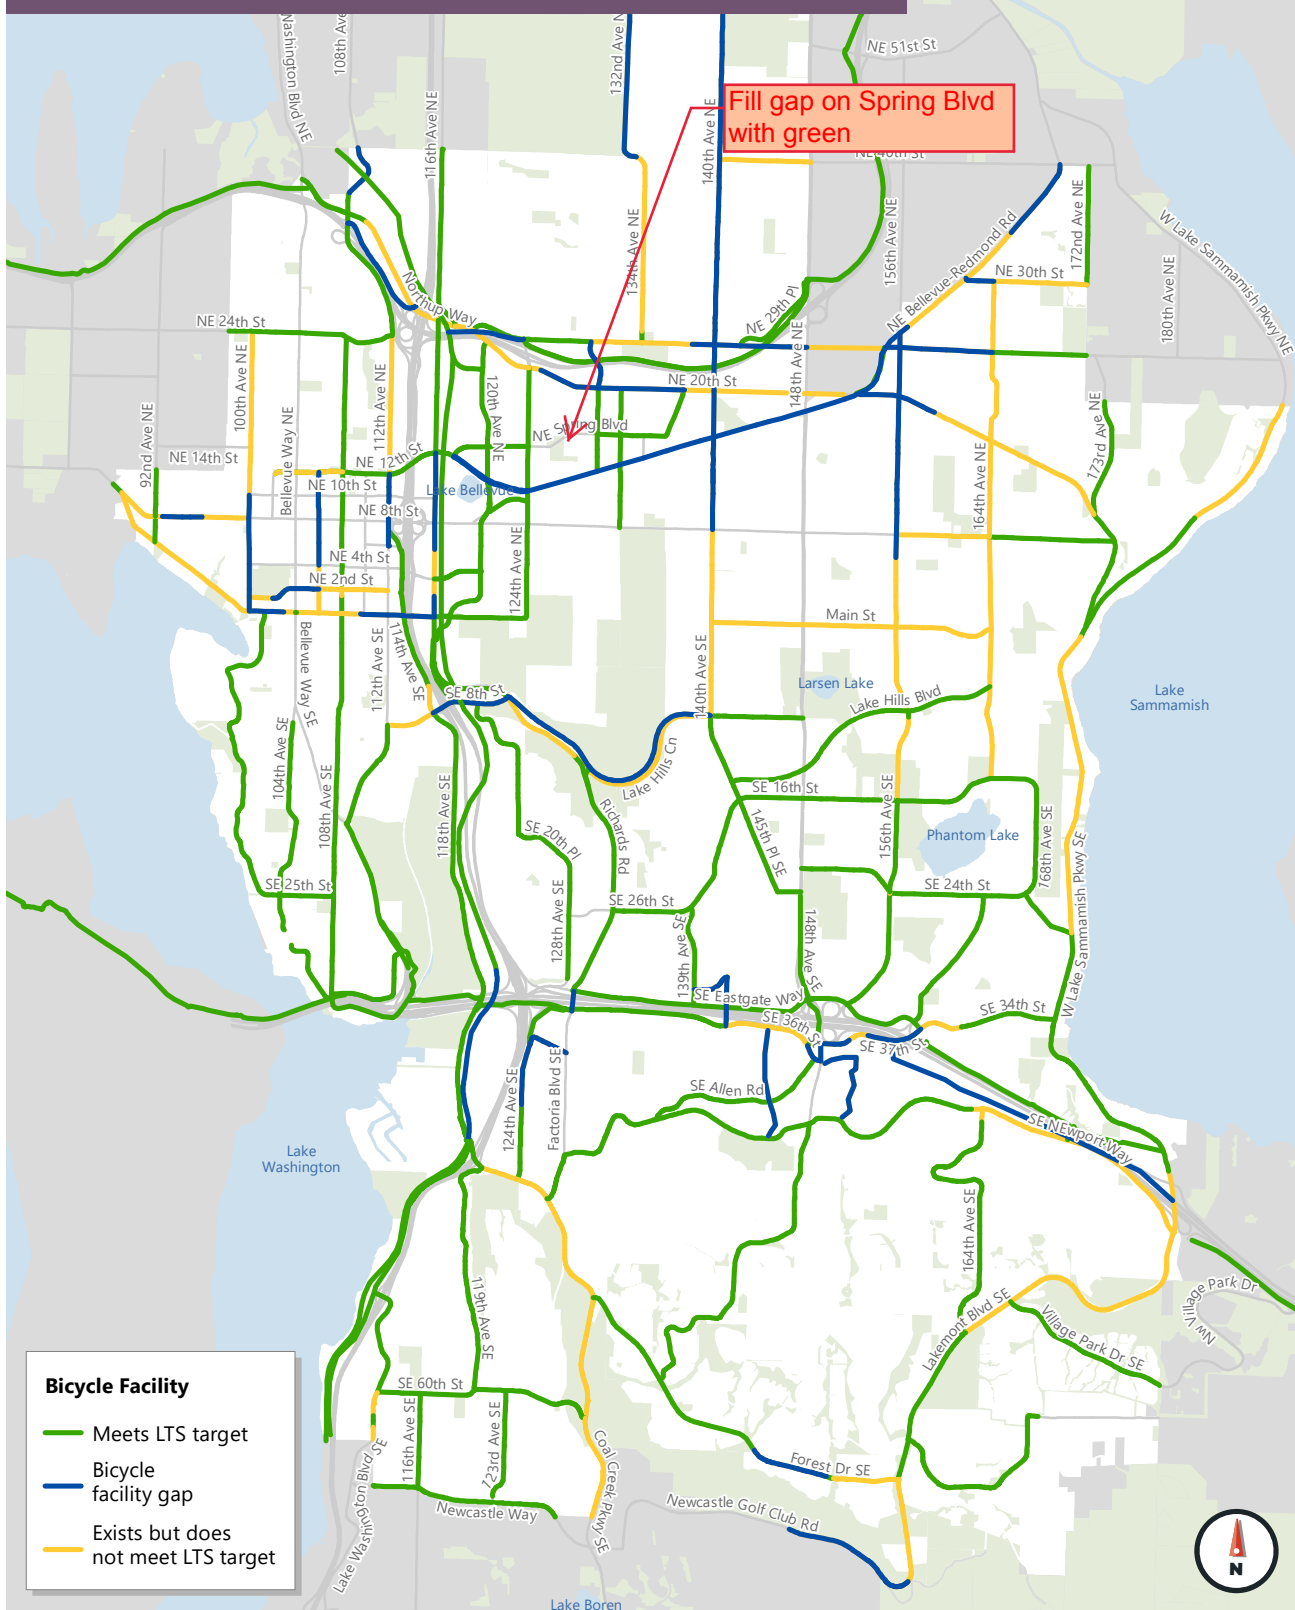 Washington Blvd NE
108th Ave
116th Ave NE
132nd Ave N
NE 51st St
140th Ave NE
Fill gap on Spring Blvd
with green
NE 40th St
134th Ave NE
156th Ave NE
172nd Ave NE
W Lake Sammamish Pkwy NE
180th Ave NE
NE Bellevue-Redmond Rd
NE 30th St
Northup Way
NE 29th Pl
NE 24th St
148th Ave NE
100th Ave NE
112th Ave NE
120th Ave NE
NE 20th St
92nd Ave NE
Bellevue Way NE
NE Spring Blvd
173rd Ave NE
NE 14th St
NE 12th St
NE 10th St
Lake Bellevue
164th Ave NE
NE 8th St
NE 4th St
124th Ave NE
NE 2nd St
Main St
Bellevue Way SE
112th Ave SE
114th Ave SE
140th Ave SE
SE 8th St
Larsen Lake
Lake Hills Blvd
Lake
Sammamish
104th Ave SE
108th Ave SE
118th Ave SE
Lake Hills Cn
SE 16th St
Richards Rd
SE 20th Pl
145th Pl SE
156th Ave SE
Phantom Lake
768th Ave SE
W Lake Sammamish Pkwy SE
SE 25th St
SE 24th St
128th Ave SE
SE 26th St
139th Ave SE
148th Ave SE
SE Eastgate Way
SE 36th St
SE 34th St
SE 37th St
124th Ave SE
Factoria Blvd SE
SE Allen Rd
SE NEwport Way
Lake
Washington
164th Ave SE
119th Ave SE
Lakemont Blvd SE
Village Park Dr SE
Village Park Dr
NW Village
SE 60th St
116th Ave SE
123rd Ave SE
Coal Creek Pkwy SE
Forest Dr SE
Newcastle Way
Newcastle Golf Club Rd
Lake Washington Blvd SE
Lake Boren
Bicycle Facility
Meets LTS target
Bicycle
facility gap
Exists but does
not meet LTS target
N